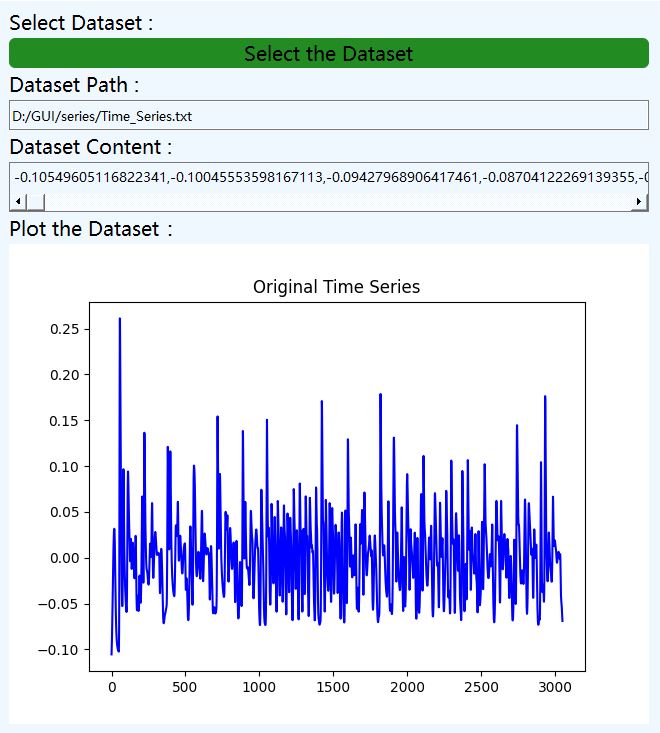 Select Dataset :
Select the Dataset
Dataset Path :
D:/GUI/series/Time_Series.txt
Dataset Content :
-0.10549605116822341,-0.10045553598167113,-0.09427968906417461,-0.08704122269139355,-0
Plot the Dataset :
Original Time Series
0.25
0.20
0.15
0.10
0.05
0.00
−0.05
−0.10
0 500 1000 1500 2000 2500 3000